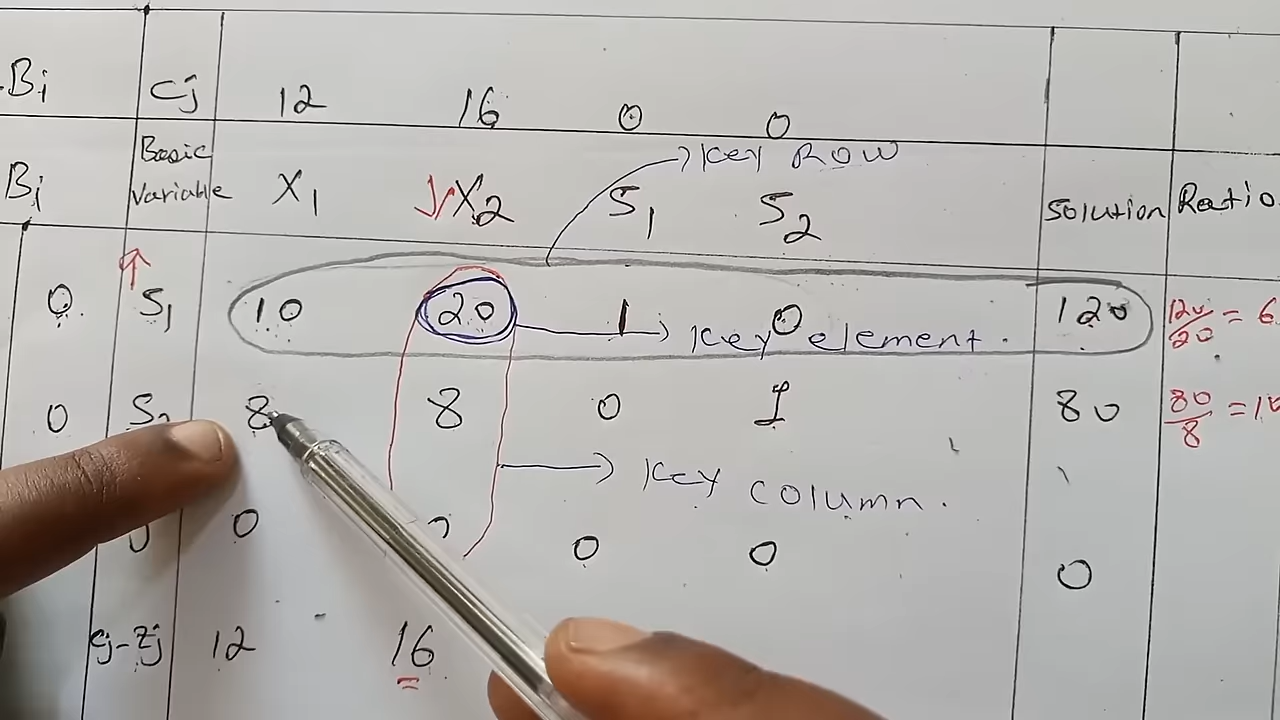 Bi Cj 12 16 0 0
Key Row
Bi Basic Variable X1 X2 S1 S2 Solution Ratio
0 S1 10 20 1 0 120 120/20 = 6
Key element.
0 S2 8 8 0 1 80 80/8 = 10
Key column.
0 0 0 0
Cj-Zj 12 16